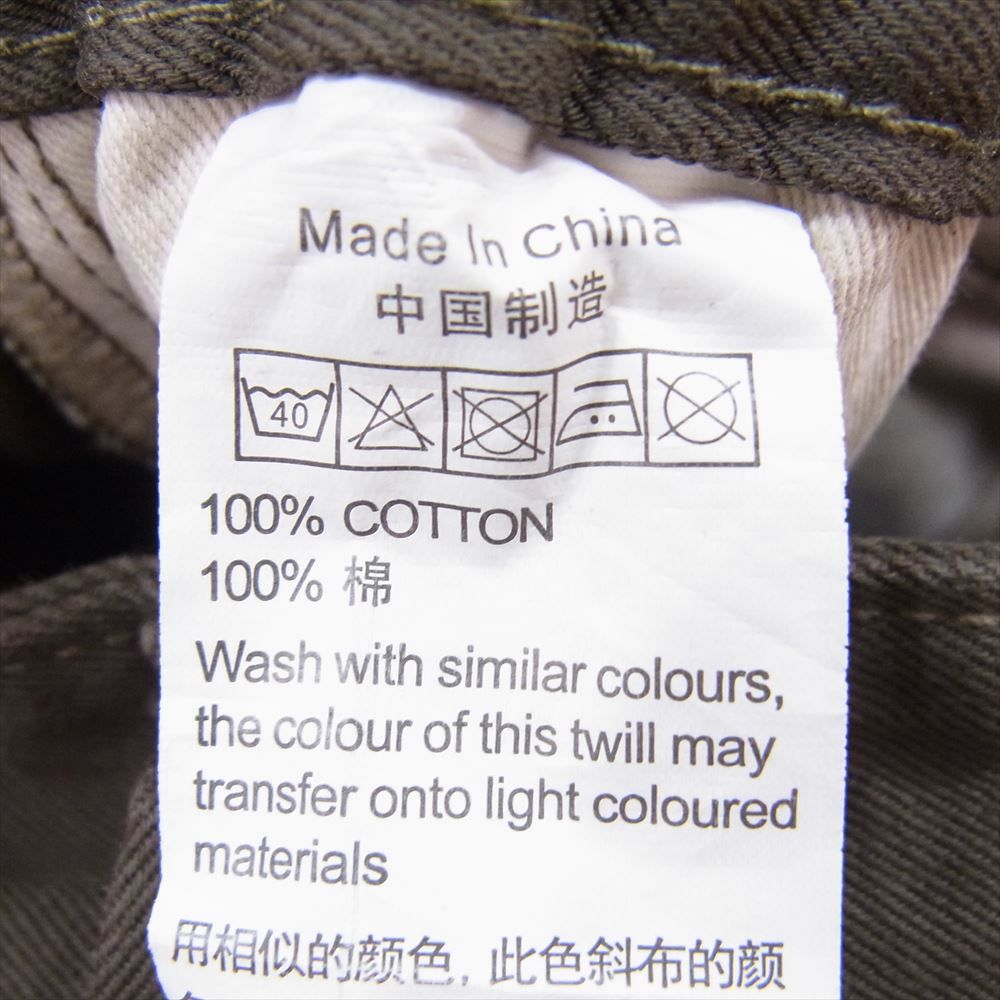 Made In China
中国制造
40
100% COTTON
100% 棉
Wash with similar colours,
the colour of this twill may
transfer onto light coloured
materials
用相似的颜色, 此色斜布的颜